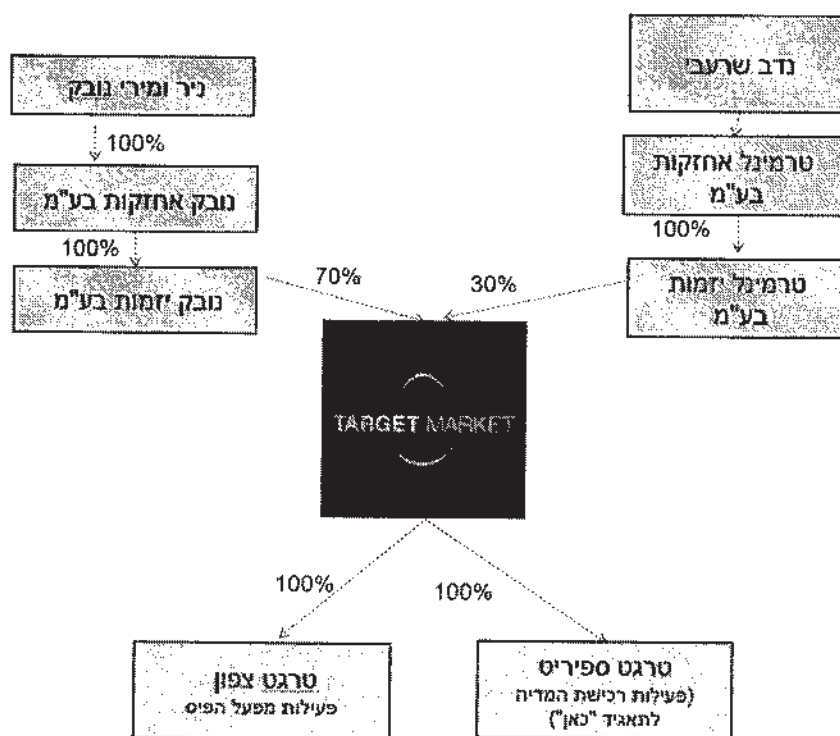 נדב שרעבי
ניר ומירי נובק
100%
טרמינל אחזקות
בע"מ
נובק אחזקות בע"מ
100%
100%
טרמינל יזמות
בע"מ
נובק יזמות בע"מ
70%
30%
TARGET MARKET
100%
100%
טרגט ספיריט
(פעילות רכישת המדיה
לתאגיד "כאן")
טרגט צפון
פעילות מפעל הפיס